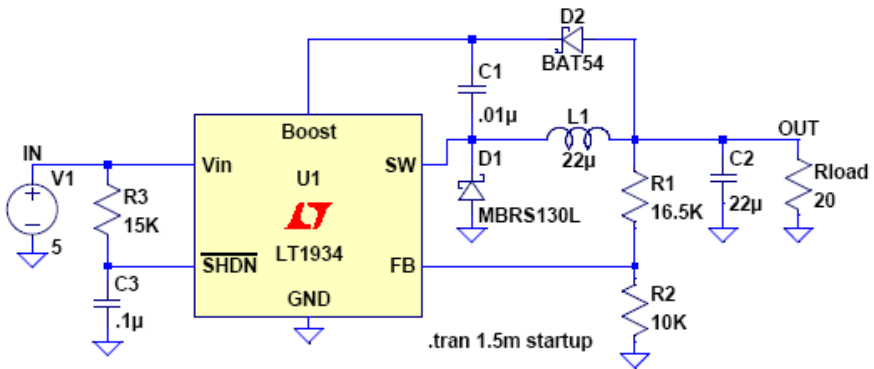 D2
BAT54
C1
.01µ
L1
22µ
OUT
Boost
IN
Vin
SW
D1
C2
22µ
Rload
20
V1
5
R3
15K
U1
LT1934
MBRS130L
R1
16.5K
SHDN
FB
C3
.1µ
GND
R2
10K
.tran 1.5m startup